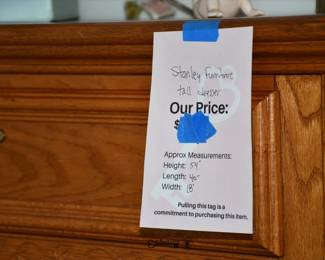 Stanley Furniture
tall dresser
Our Price:
$
Approx Measurements:
Height: 54"
Length: 40"
Width: 18"
Pulling this tag is a
commitment to purchasing this item.